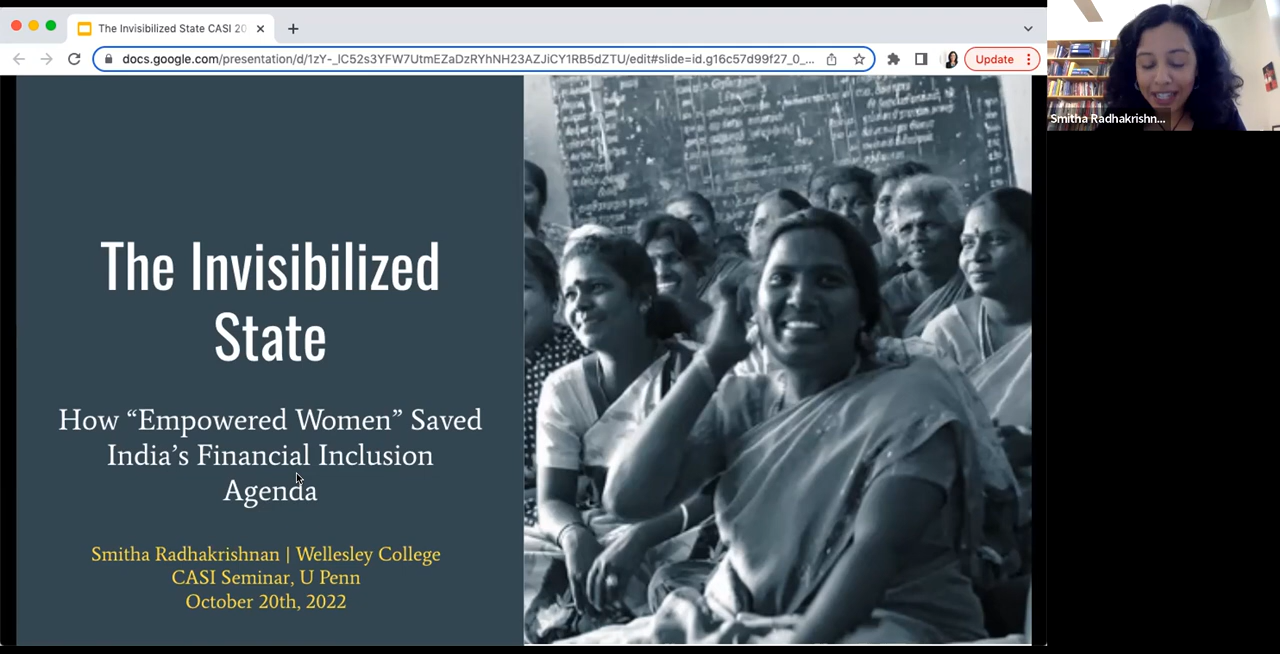 The Invisibilized State CASI 20
docs.google.com/presentation/d/1zY-_lC52s3YFW7UtmEZaDzRYhNH23AZJiCY1RB5dZTU/edit#slide=id.g16c57d99f27_0_...
Update
Smitha Radhakrishn...
The Invisibilized
State
How “Empowered Women” Saved
India’s Financial Inclusion
Agenda
Smitha Radhakrishnan | Wellesley College
CASI Seminar, U Penn
October 20th, 2022